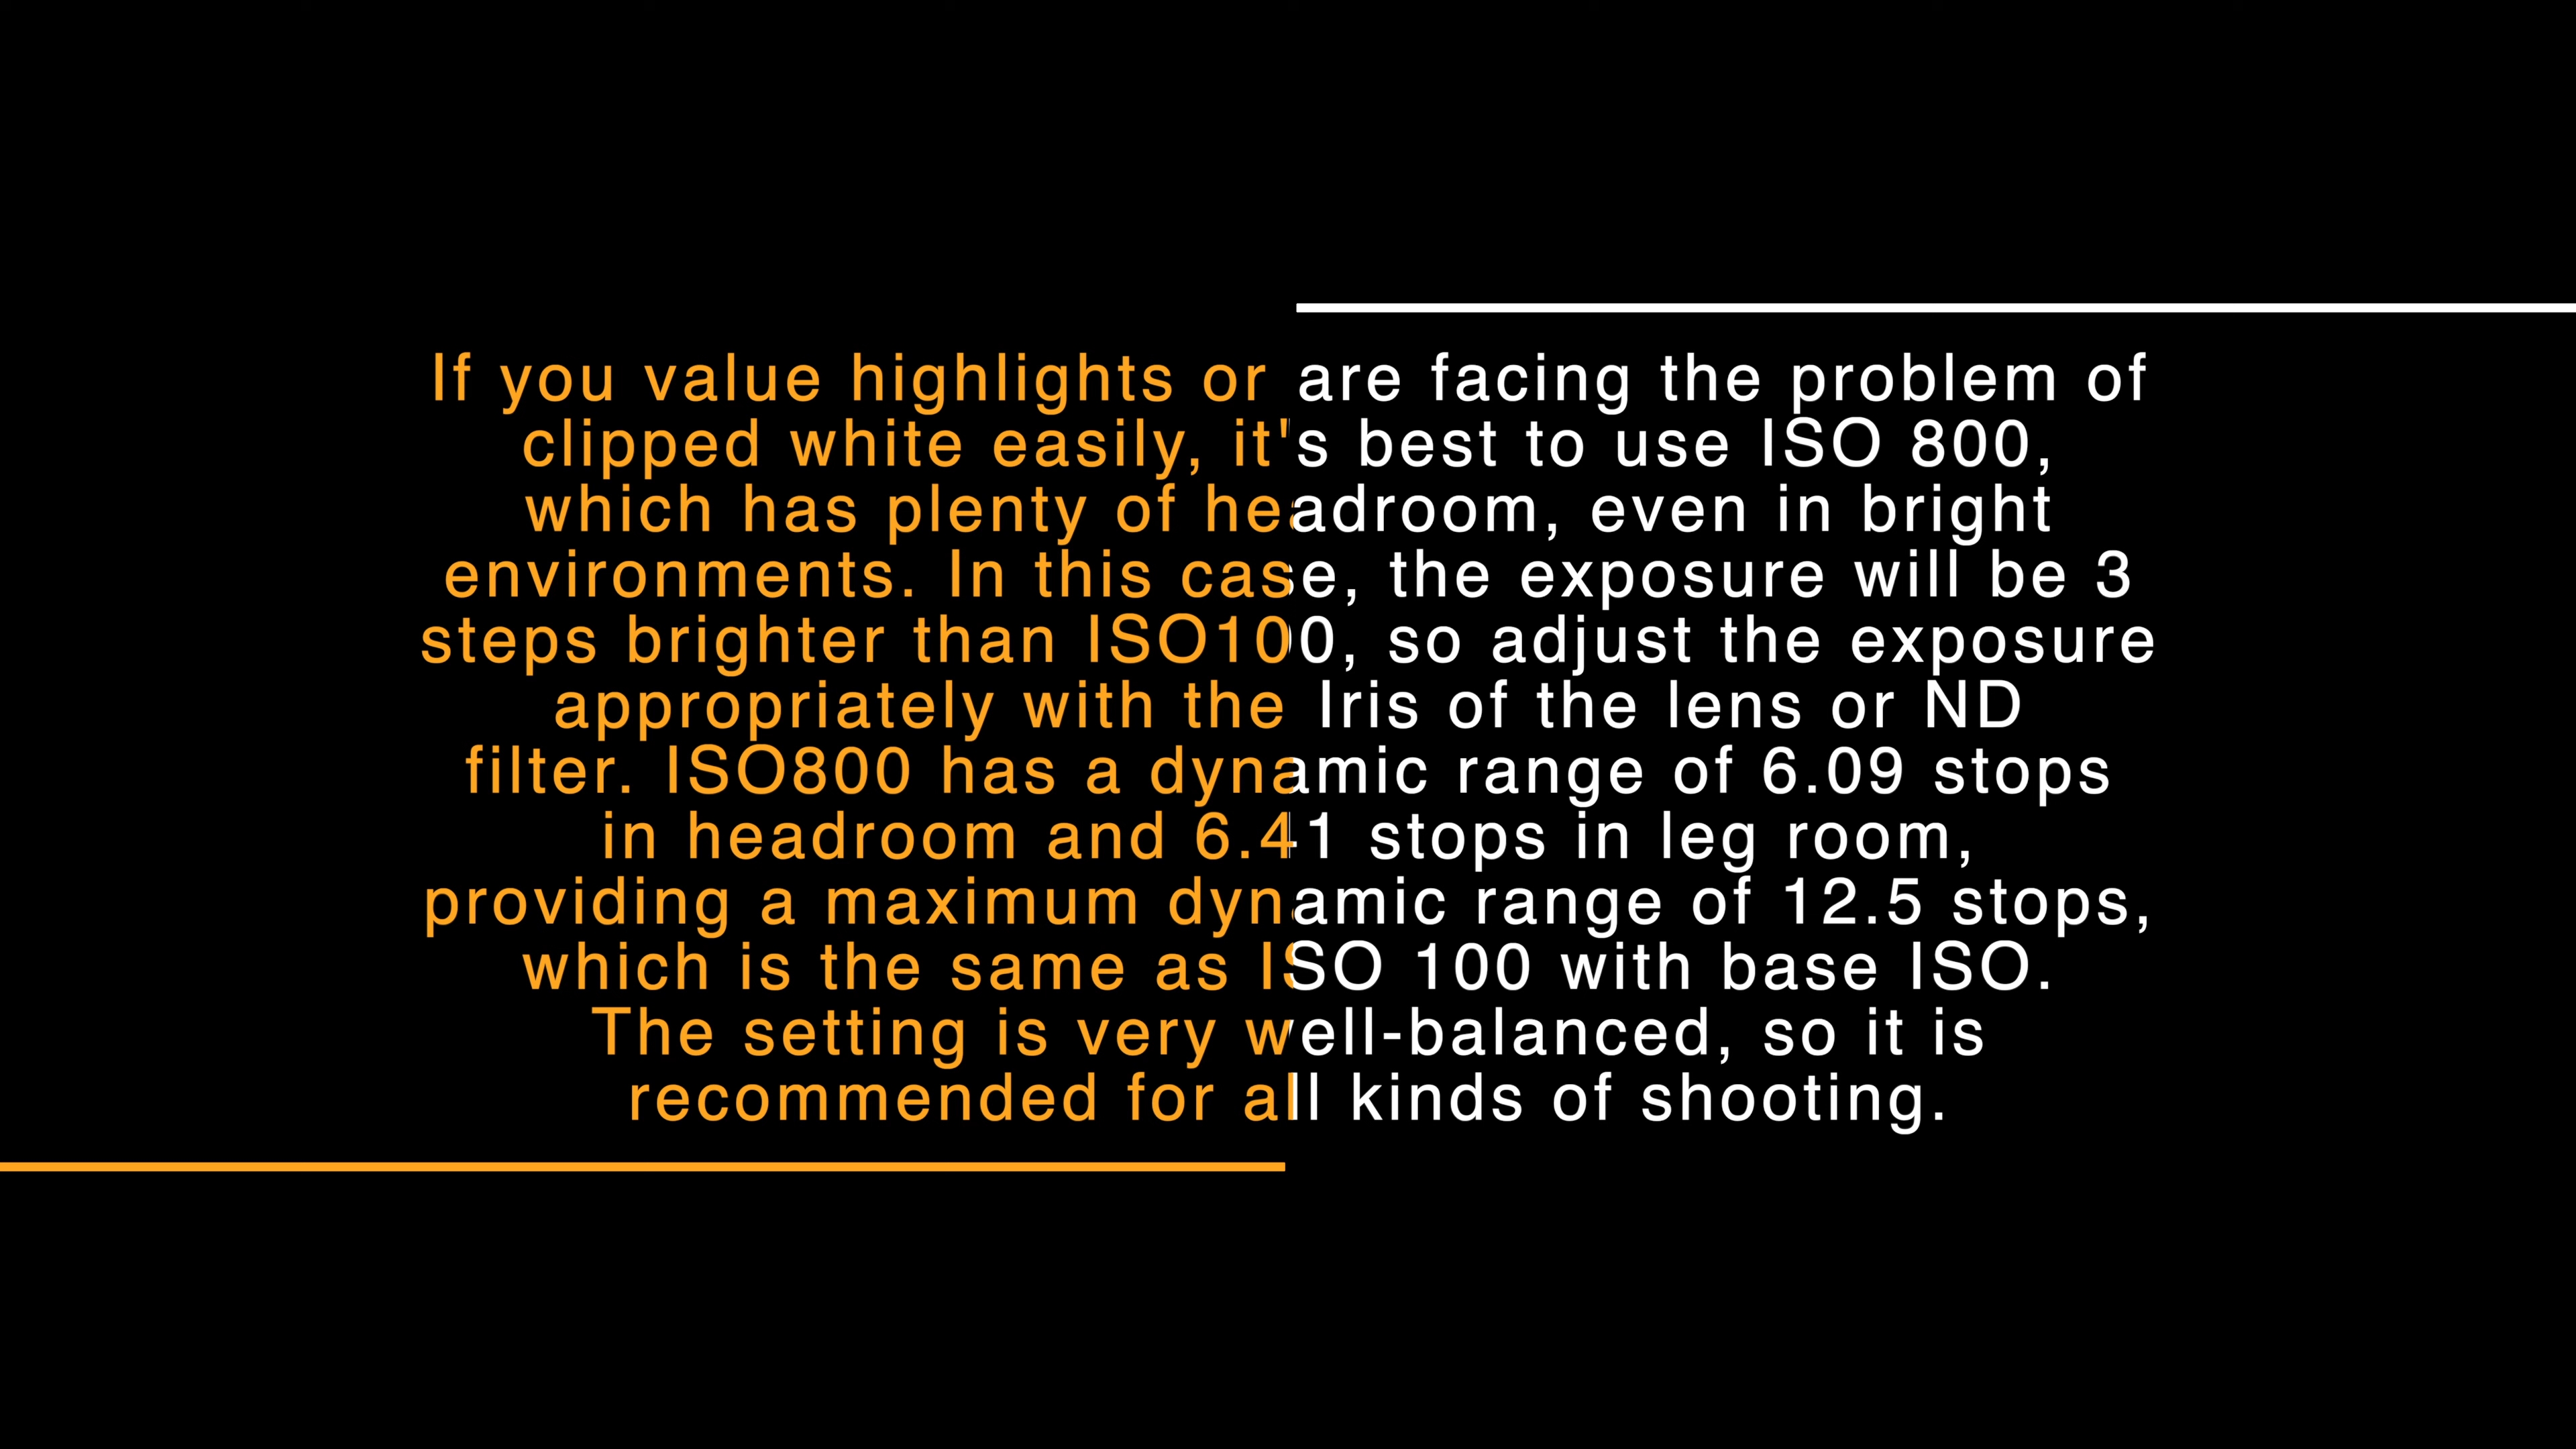 If you value highlights or are facing the problem of
clipped white easily, it's best to use ISO 800,
which has plenty of headroom, even in bright
environments. In this case, the exposure will be 3
steps brighter than ISO100, so adjust the exposure
appropriately with the Iris of the lens or ND
filter. ISO800 has a dynamic range of 6.09 stops
in headroom and 6.41 stops in leg room,
providing a maximum dynamic range of 12.5 stops,
which is the same as ISO 100 with base ISO.
The setting is very well-balanced, so it is
recommended for all kinds of shooting.